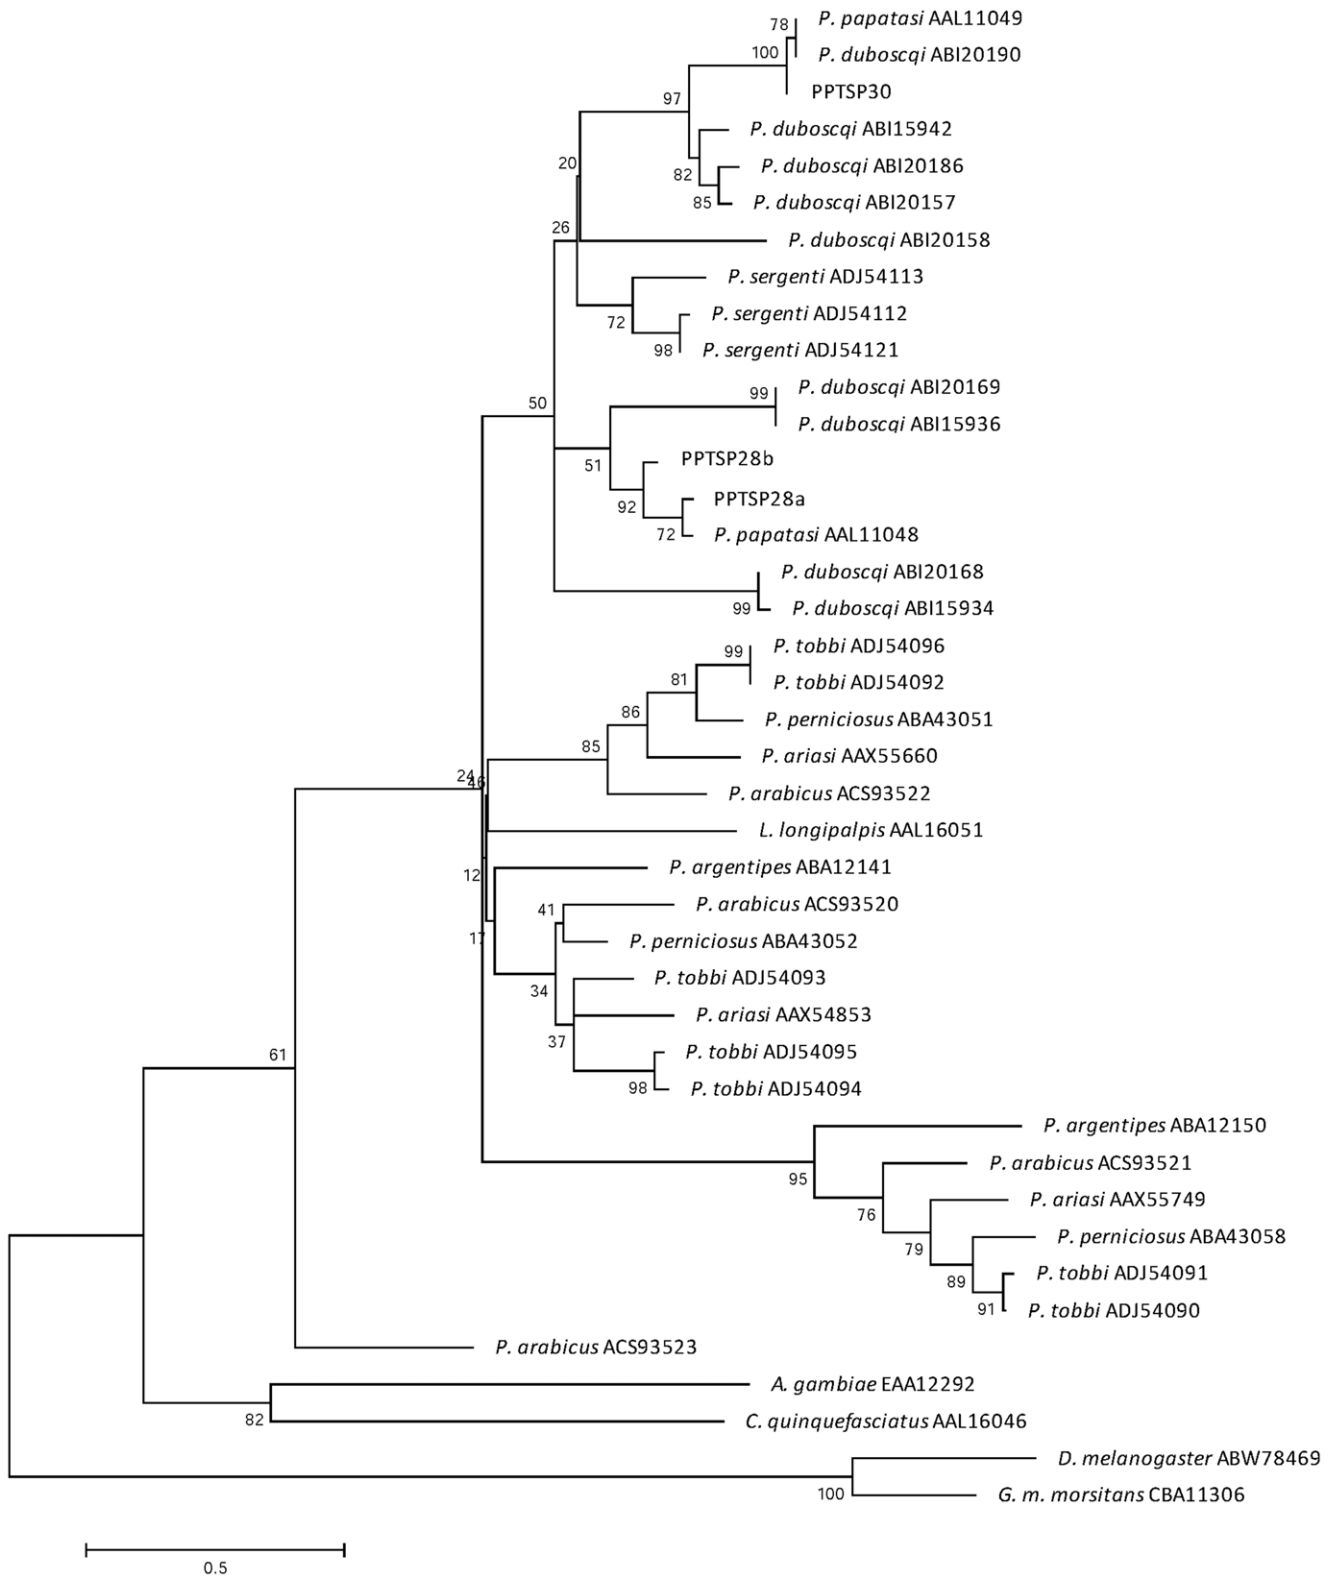 P. papatasi AAL11049
78
P. duboscqi ABI20190
100
PPTSP30
97
P. duboscqi ABI15942
20
P. duboscqi ABI20186
82
P. duboscqi ABI20157
85
26
P. duboscqi ABI20158
P. sergenti ADJ54113
P. sergenti ADJ54112
72
P. sergenti ADJ54121
98
P. duboscqi ABI20169
99
50
P. duboscqi ABI15936
PPTSP28b
51
PPTSP28a
92
P. papatasi AAL11048
72
P. duboscqi ABI20168
P. duboscqi ABI15934
99
P. tobbi ADJ54096
99
P. tobbi ADJ54092
81
P. perniciosus ABA43051
86
P. ariasi AAX55660
85
24
46
P. arabicus ACS93522
L. longipalpis AAL16051
P. argentipes ABA12141
12
P. arabicus ACS93520
41
17
P. perniciosus ABA43052
P. tobbi ADJ54093
34
P. ariasi AAX54853
37
P. tobbi ADJ54095
61
P. tobbi ADJ54094
98
P. argentipes ABA12150
P. arabicus ACS93521
95
P. ariasi AAX55749
76
P. perniciosus ABA43058
79
P. tobbi ADJ54091
89
P. tobbi ADJ54090
91
P. arabicus ACS93523
A. gambiae EAA12292
C. quinquefasciatus AAL16046
82
D. melanogaster ABW78469
G. m. morsitans CBA11306
100
0.5